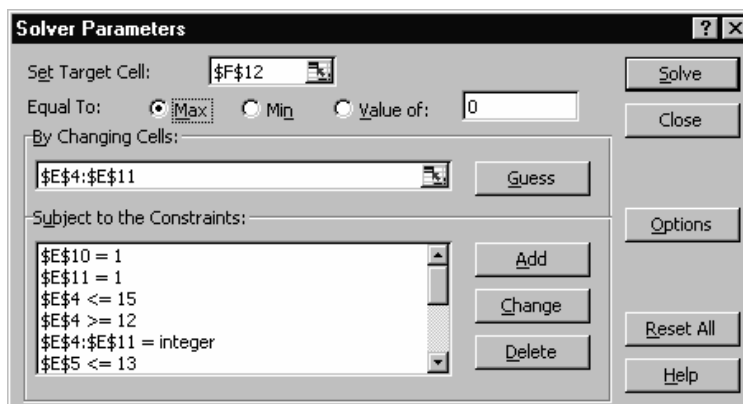 Solver Parameters ? X
Set Target Cell: $F$12 Solve
Equal To: Max Min Value of: 0 Close
By Changing Cells:
$E$4:$E$11 Guess
Subject to the Constraints: Options
$E$10 = 1 Add
$E$11 = 1
$E$4 <= 15 Change
$E$4 >= 12 Reset All
$E$4:$E$11 = integer Delete
$E$5 <= 13 Help